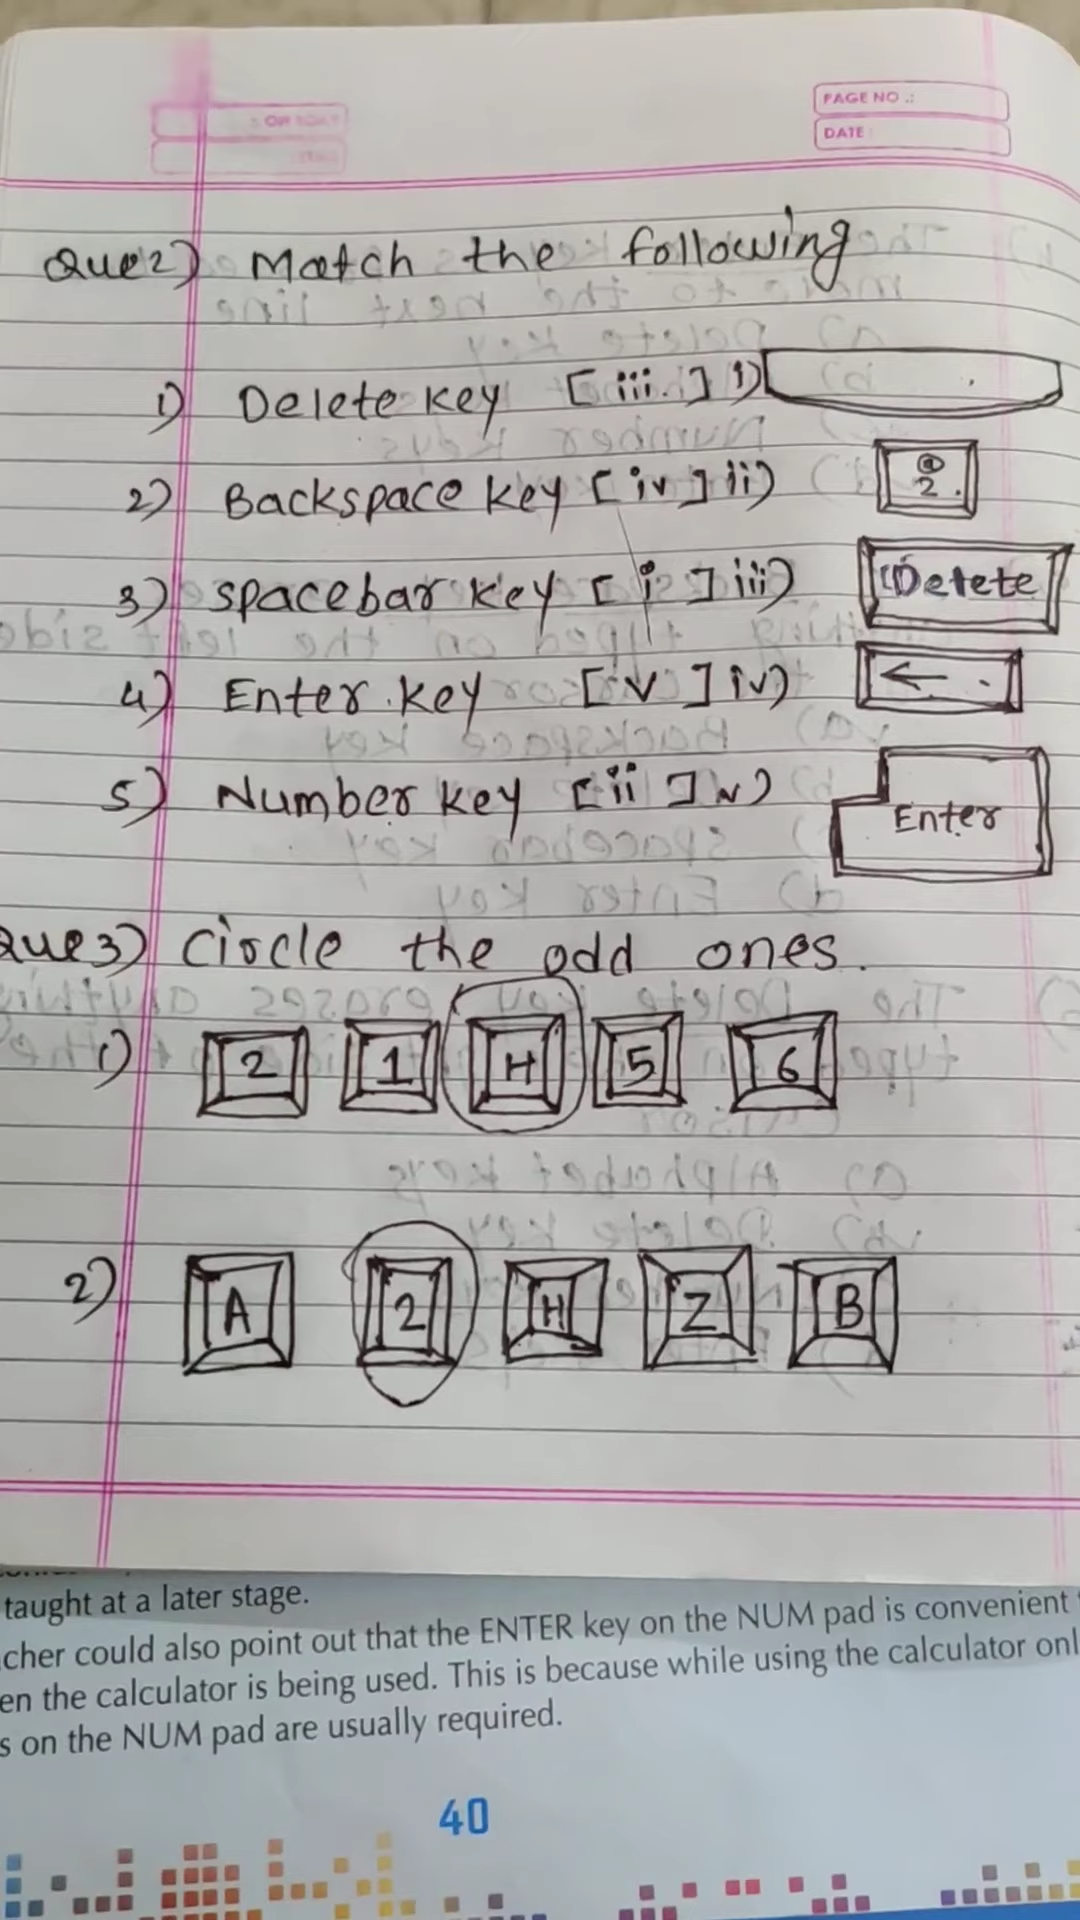 PAGE NO.:
DATE:
Que2) Match the following
1) Delete key [iii.] i)
2) Backspace key [iv] ii) @ 2
3) spacebar key [i] iii) Delete
4) Enter key [v] iv) ←
5) Number key [ii] v) Enter
Que3) Circle the odd ones.
1) 2 1 H 5 6
2) A 2 H Z B
taught at a later stage.
cher could also point out that the ENTER key on the NUM pad is convenient
en the calculator is being used. This is because while using the calculator onl
s on the NUM pad are usually required.
40